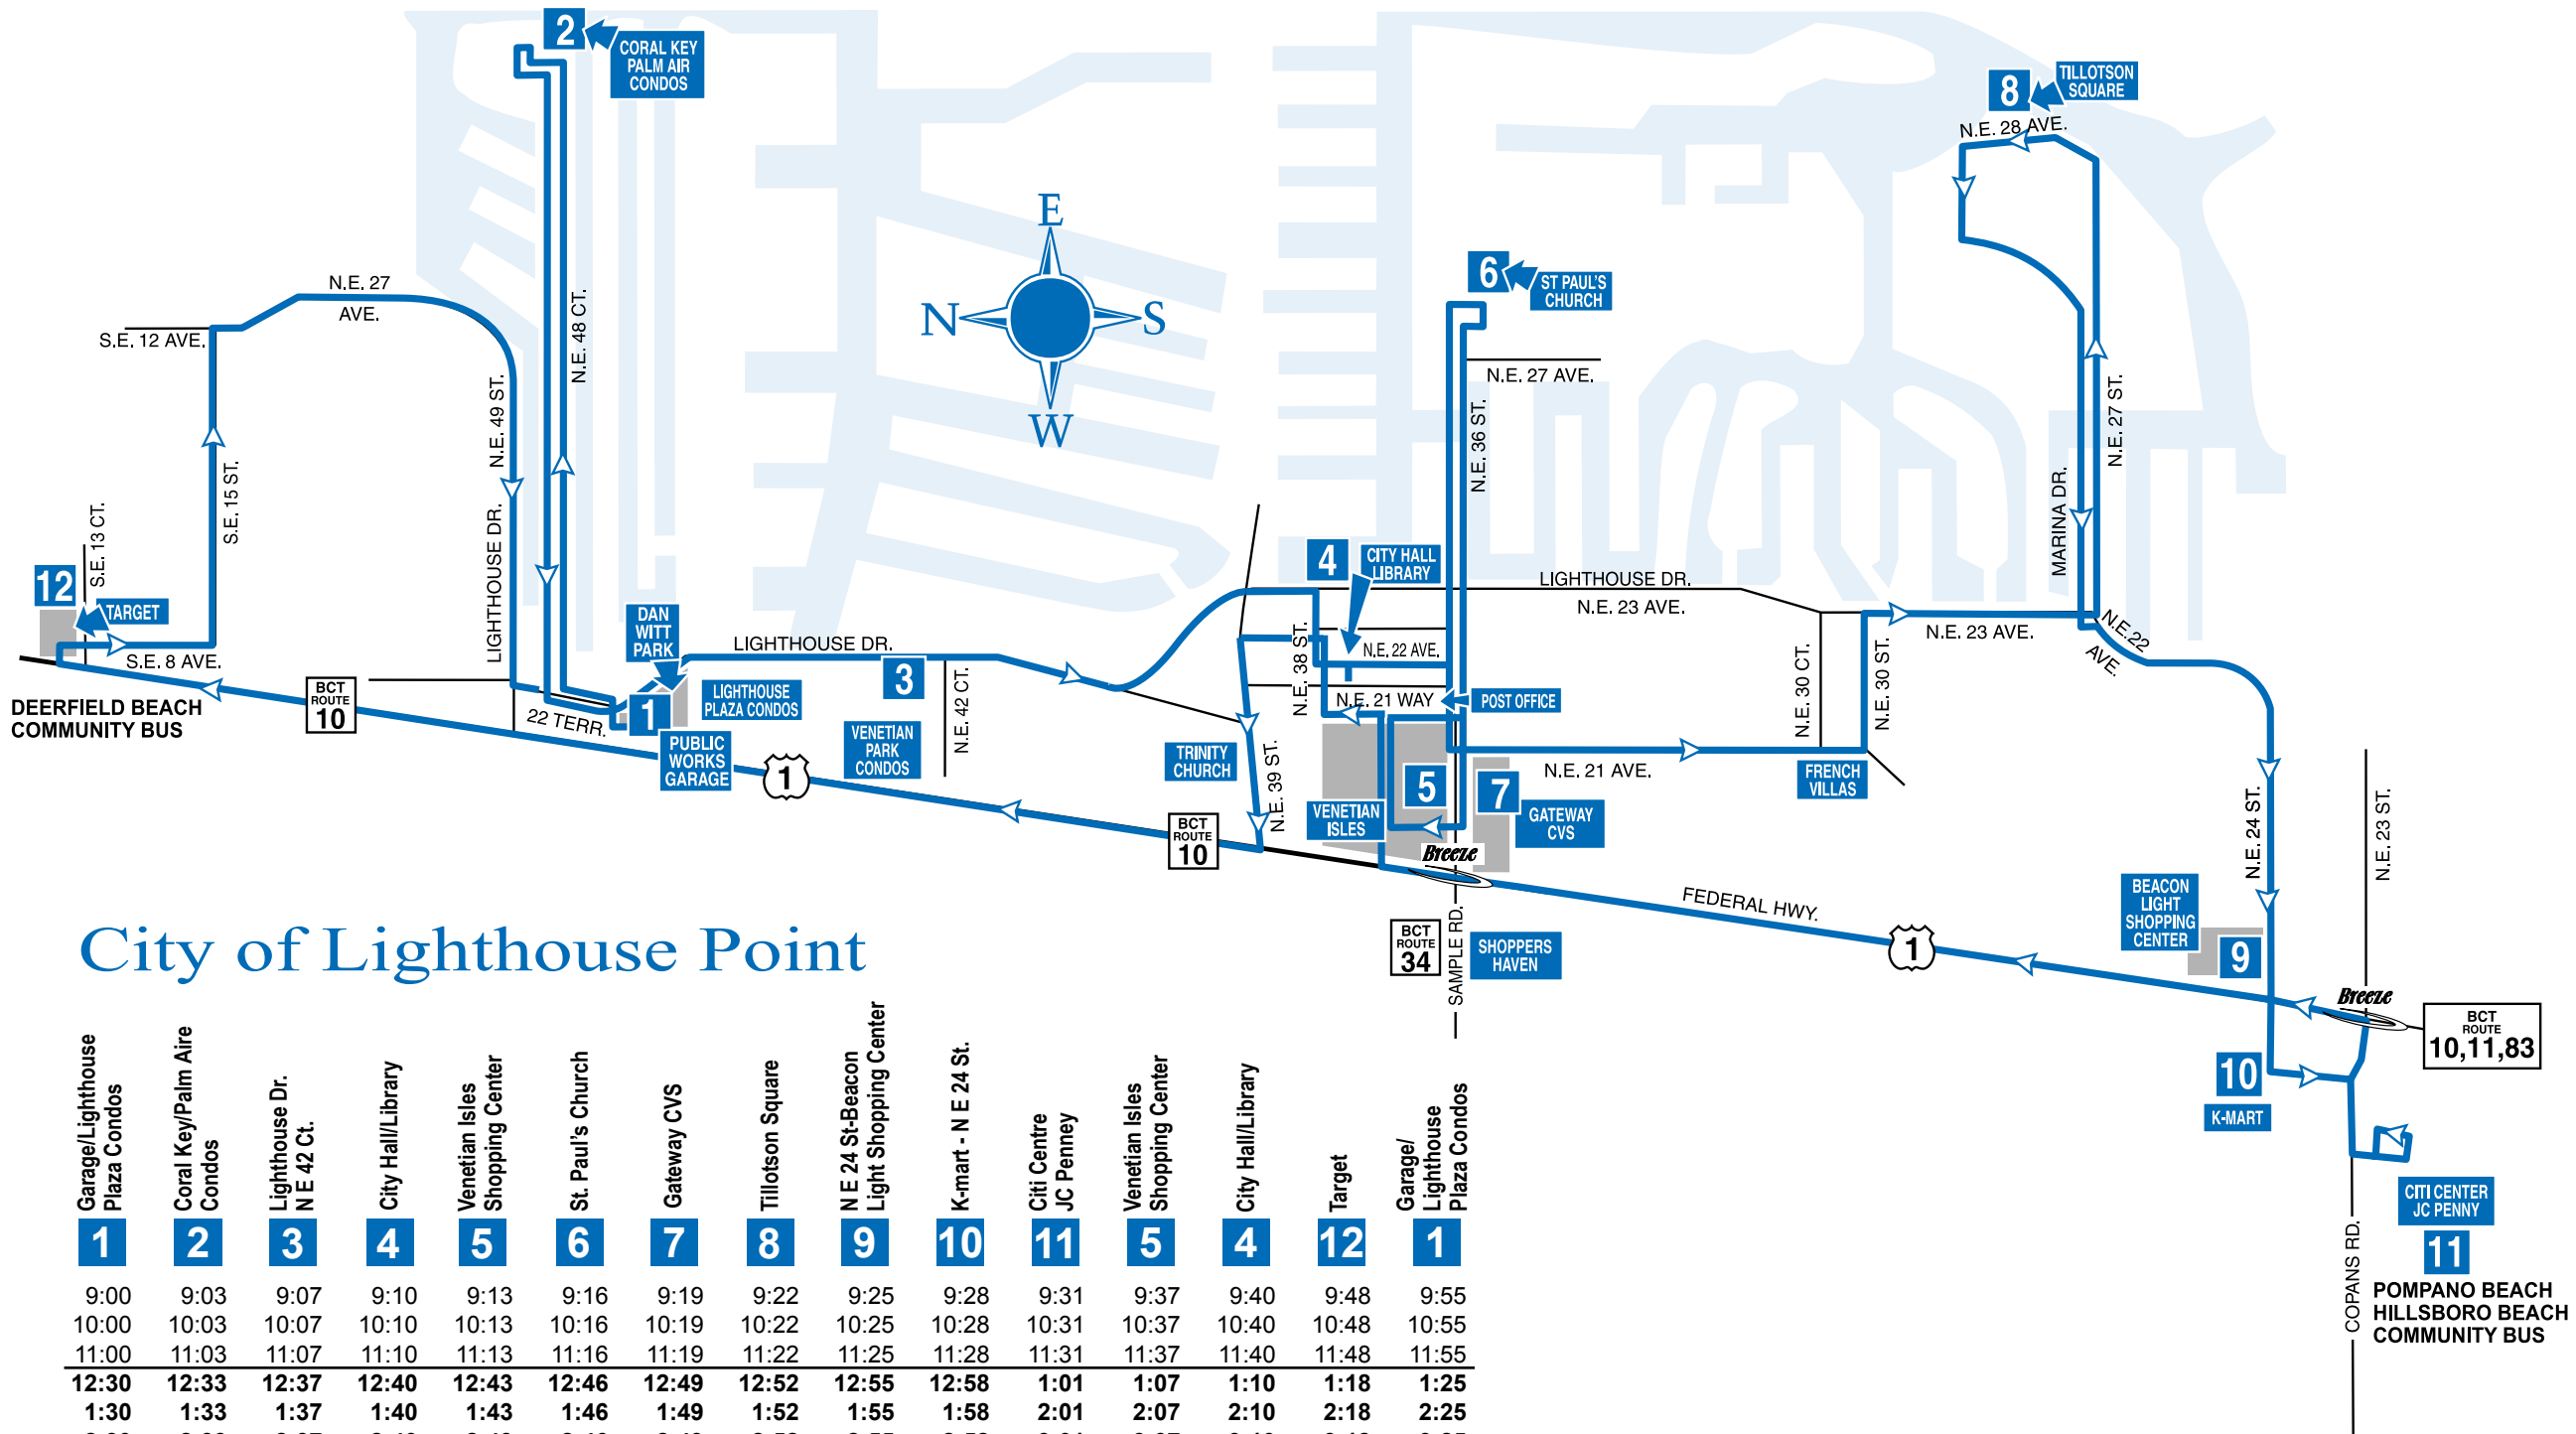 2
CORAL KEY
PALM AIR
CONDOS
8
TILLOTSON
SQUARE
N.E. 28 AVE.
E
N
S
W
6
ST PAUL'S
CHURCH
N.E. 27
AVE.
S.E. 12 AVE.
N.E. 48 CT.
N.E. 49 ST.
N.E. 27 AVE.
N.E. 36 ST.
N.E. 27 ST.
MARINA DR.
S.E. 15 ST.
S.E. 13 CT.
LIGHTHOUSE DR.
12
TARGET
S.E. 8 AVE.
DEERFIELD BEACH
COMMUNITY BUS
BCT
ROUTE
10
22 TERR.
DAN
WITT
PARK
1
LIGHTHOUSE
PLAZA CONDOS
PUBLIC
WORKS
GARAGE
LIGHTHOUSE DR.
3
VENETIAN
PARK
CONDOS
N.E. 42 CT.
1
4
CITY HALL
LIBRARY
LIGHTHOUSE DR.
N.E. 23 AVE.
N.E. 38 ST.
N.E. 22 AVE.
N.E. 21 WAY
POST OFFICE
TRINITY
CHURCH
N.E. 39 ST.
BCT
ROUTE
10
VENETIAN
ISLES
5
7
GATEWAY
CVS
Breeze
N.E. 21 AVE.
N.E. 30 CT.
N.E. 30 ST.
FRENCH
VILLAS
N.E. 23 AVE.
N.E. 22
AVE.
N.E. 24 ST.
N.E. 23 ST.
FEDERAL HWY.
1
BCT
ROUTE
34
SAMPLE RD.
SHOPPERS
HAVEN
BEACON
LIGHT
SHOPPING
CENTER
9
Breeze
BCT
ROUTE
10,11,83
10
K-MART
CITI CENTER
JC PENNY
11
COPANS RD.
POMPANO BEACH
HILLSBORO BEACH
COMMUNITY BUS
City of Lighthouse Point
Garage/Lighthouse
Plaza Condos
Coral Key/Palm Aire
Condos
Lighthouse Dr.
N E 42 Ct.
City Hall/Library
Venetian Isles
Shopping Center
St. Paul's Church
Gateway CVS
Tillotson Square
N E 24 St-Beacon
Light Shopping Center
K-mart - N E 24 St.
Citi Centre
JC Penney
Venetian Isles
Shopping Center
City Hall/Library
Target
Garage/
Lighthouse
Plaza Condos
1 2 3 4 5 6 7 8 9 10 11 5 4 12 1
9:00 9:03 9:07 9:10 9:13 9:16 9:19 9:22 9:25 9:28 9:31 9:37 9:40 9:48 9:55
10:00 10:03 10:07 10:10 10:13 10:16 10:19 10:22 10:25 10:28 10:31 10:37 10:40 10:48 10:55
11:00 11:03 11:07 11:10 11:13 11:16 11:19 11:22 11:25 11:28 11:31 11:37 11:40 11:48 11:55
12:30 12:33 12:37 12:40 12:43 12:46 12:49 12:52 12:55 12:58 1:01 1:07 1:10 1:18 1:25
1:30 1:33 1:37 1:40 1:43 1:46 1:49 1:52 1:55 1:58 2:01 2:07 2:10 2:18 2:25